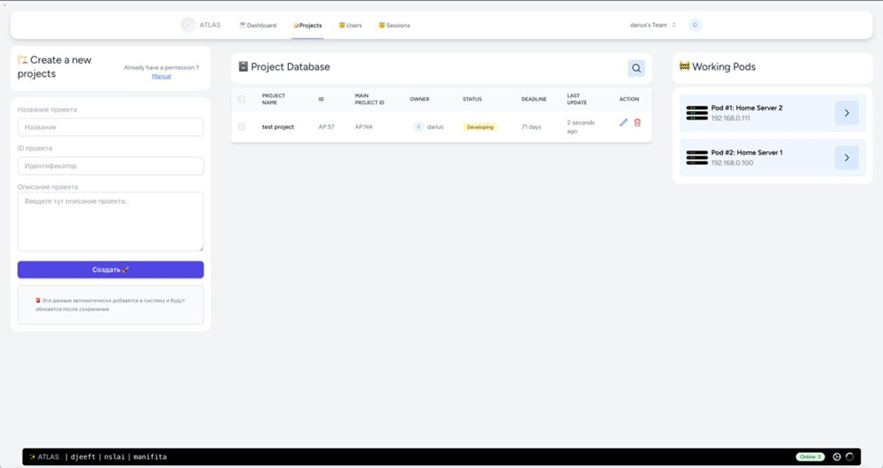 ATLAS
Dashboard
Projects
Users
Sessions
darius's Team
D
Create a new
projects
Already have a permission ?
Manual
Название проекта
Название
ID проекта
Идентификатор
Описание проекта
Введите тут описание проекта...
Создать
Эти данные автоматически добавятся в систему и будут
обновятся после сохранения
Project Database
PROJECT
NAME
ID
MAIN
PROJECT ID
OWNER
STATUS
DEADLINE
LAST
UPDATE
ACTION
test project
AP:57
AP:N4
darius
Developing
71 days
2 seconds
ago
Working Pods
Pod #1: Home Server 2
192.168.0.111
Pod #2: Home Server 1
192.168.0.100
ATLAS | djeeft | nslai | manifita
Online: 3